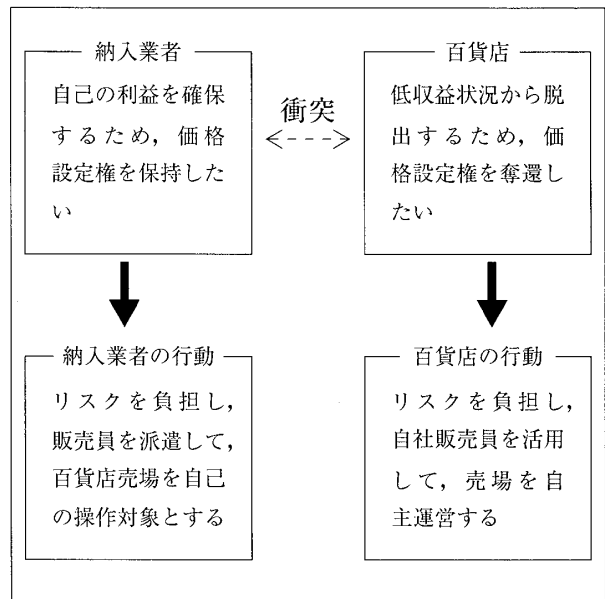 納入業者
自己の利益を確保
するため，価格
設定権を保持した
い
衝突
百貨店
低収益状況から脱
出するため，価
格設定権を奪還し
たい
納入業者の行動
リスクを負担し，
販売員を派遣して，
百貨店売場を自己
の操作対象とする
百貨店の行動
リスクを負担し，
自社販売員を活用
して，売場を自
主運営する